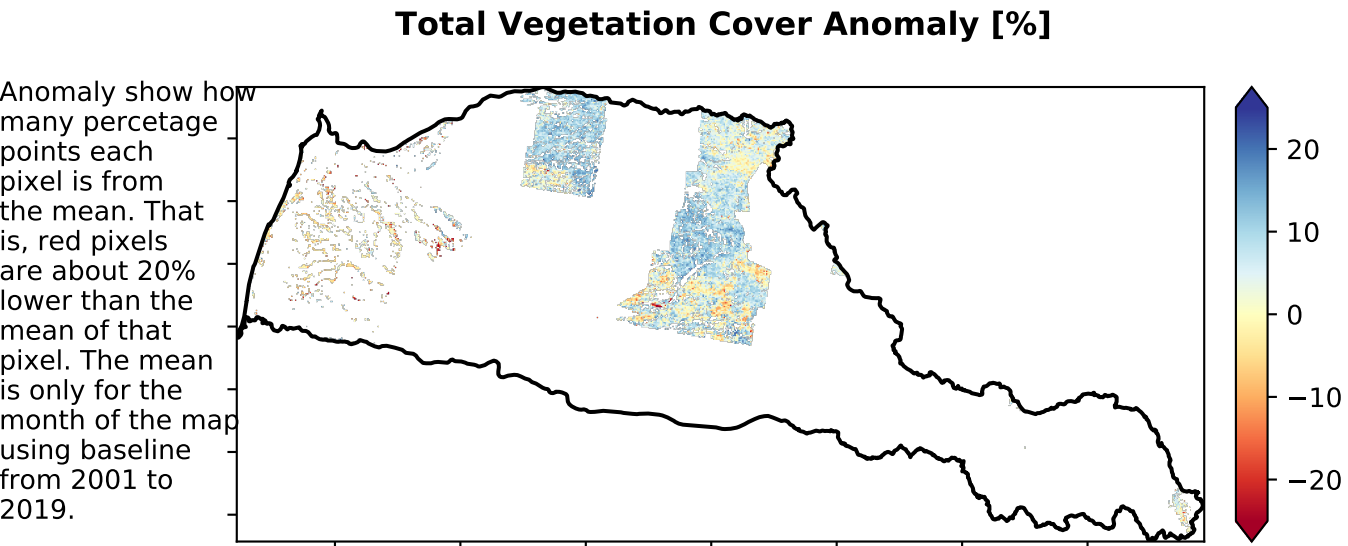 Total Vegetation Cover Anomaly [%]
Anomaly show how
many percetage
points each
pixel is from
the mean. That
is, red pixels
are about 20%
lower than the
mean of that
pixel. The mean
is only for the
month of the map
using baseline
from 2001 to
2019.
20
10
0
−10
−20